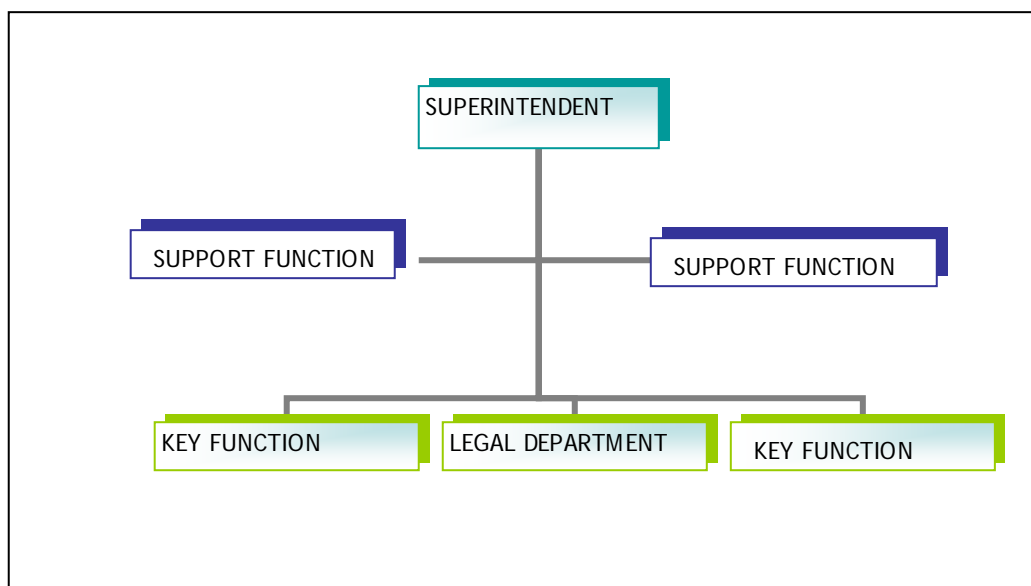 SUPERINTENDENT
SUPPORT FUNCTION
SUPPORT FUNCTION
KEY FUNCTION
LEGAL DEPARTMENT
KEY FUNCTION